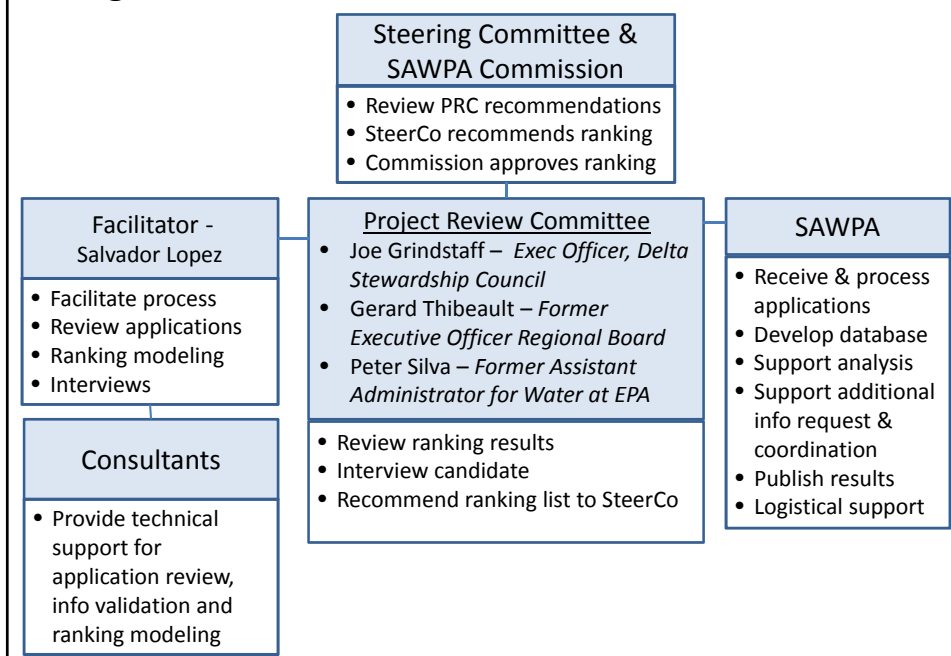 Steering Committee &
SAWPA Commission
• Review PRC recommendations
• SteerCo recommends ranking
• Commission approves ranking
Facilitator -
Salvador Lopez
• Facilitate process
• Review applications
• Ranking modeling
• Interviews
Project Review Committee
• Joe Grindstaff – Exec Officer, Delta
Stewardship Council
• Gerard Thibeault – Former
Executive Officer Regional Board
• Peter Silva – Former Assistant
Administrator for Water at EPA
• Review ranking results
• Interview candidate
• Recommend ranking list to SteerCo
SAWPA
• Receive & process
applications
• Develop database
• Support analysis
• Support additional
info request &
coordination
• Publish results
• Logistical support
Consultants
• Provide technical
support for
application review,
info validation and
ranking modeling